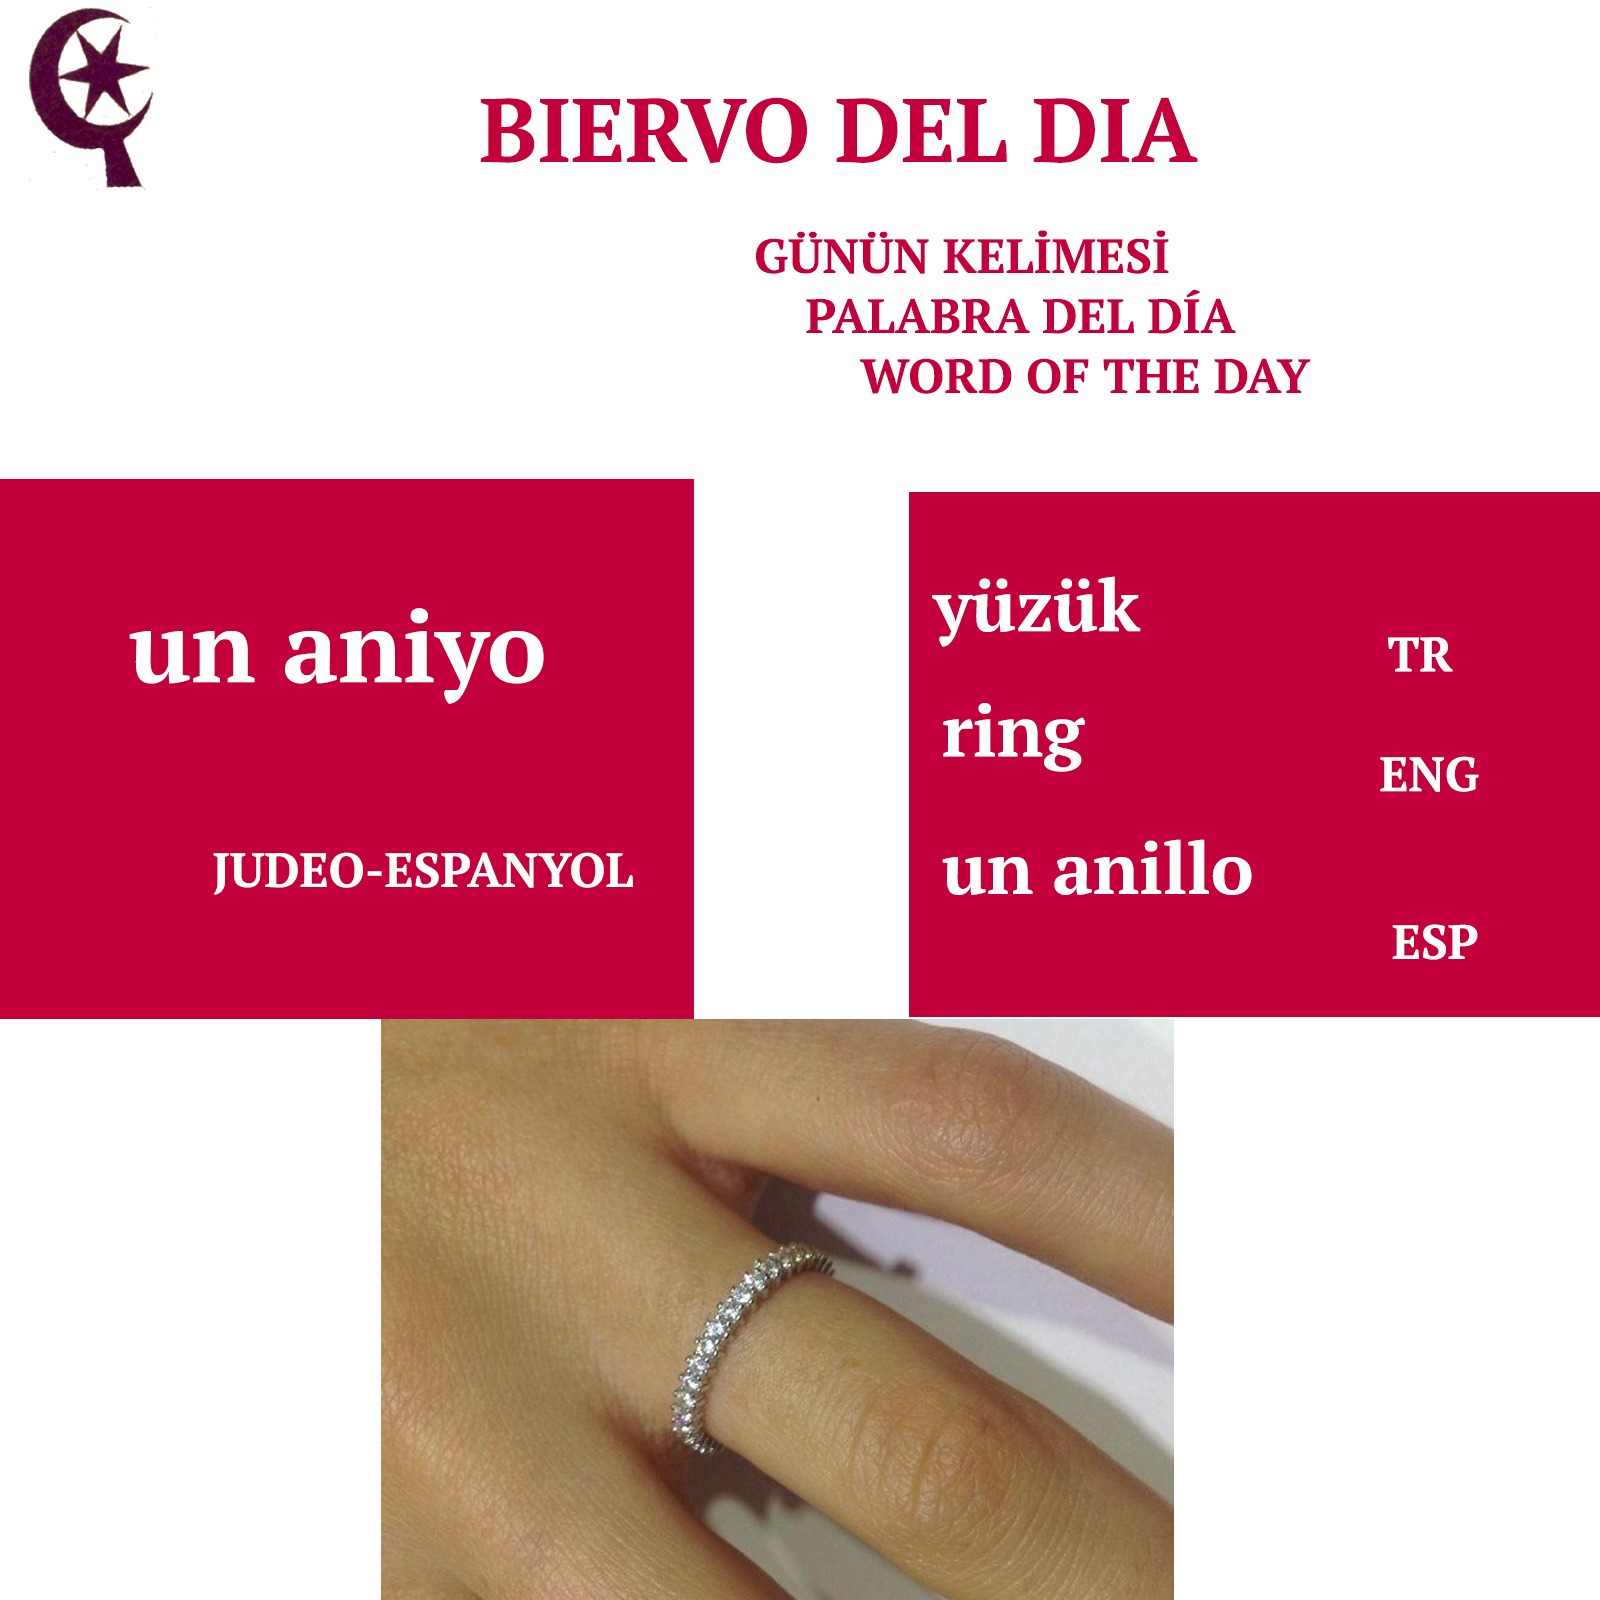 BIERVO DEL DIA
GÜNÜN KELİMESİ
PALABRA DEL DÍA
WORD OF THE DAY
un aniyo
JUDEO-ESPANYOL
yüzük
TR
ring
ENG
un anillo
ESP